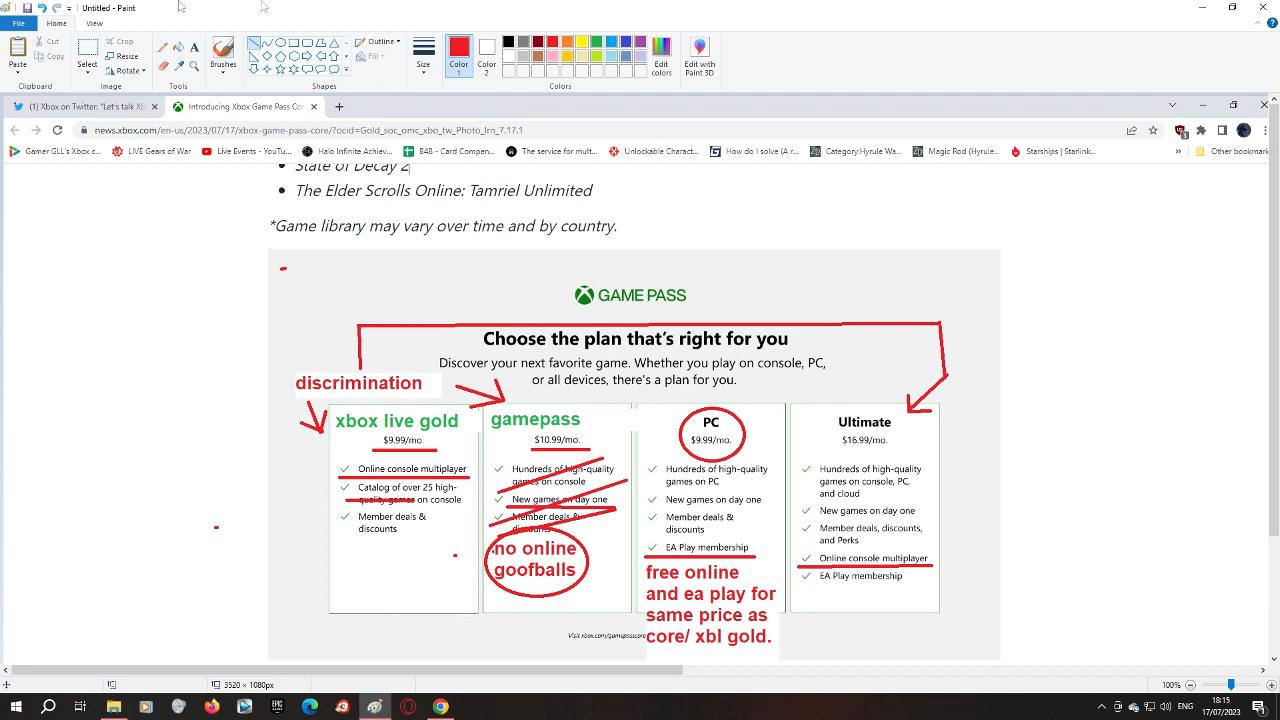 Untitled - Paint
File
Home
View
Paste
Cut
Copy
Clipboard
Select
Crop
Resize
Rotate
Image
Tools
Brushes
Shapes
Outline
Fill
Size
Color 1
Color 2
Edit colors
Edit with Paint 3D
Colors
(1) Xbox on Twitter: "Let's talk Xb
Introducing Xbox Game Pass Cor
news.xbox.com/en-us/2023/07/17/xbox-game-pass-core/?ocid=Gold_soc_omc_xbo_tw_Photo_lrn_7.17.1
Gamer GLL's Xbox c...
LIVE Gears of War
Live Events - YouTu...
Halo Infinite Achiev...
B4B - Card Compen...
The service for mult...
Unlockable Charact...
How do I solve (A r...
Category:Hyrule Wa...
Magic Rod (Hyrule...
Starships | Starlink...
Other bookmark
State of Decay 2
The Elder Scrolls Online: Tamriel Unlimited
*Game library may vary over time and by country.
GAME PASS
Choose the plan that's right for you
Discover your next favorite game. Whether you play on console, PC,
or all devices, there's a plan for you.
discrimination
xbox live gold
$9.99/mo.
Online console multiplayer
Catalog of over 25 high-
quality games on console
Member deals &
discounts
gamepass
$10.99/mo.
Hundreds of high-quality
games on console
New games on day one
Member deals &
discounts
no online
goofballs
PC
$9.99/mo.
Hundreds of high-quality
games on PC
New games on day one
Member deals &
discounts
EA Play membership
free online
and ea play for
same price as
core/ xbl gold.
Ultimate
$16.99/mo.
Hundreds of high-quality
games on console, PC,
and cloud
New games on day one
Member deals, discounts,
and Perks
Online console multiplayer
EA Play membership
Visit xbox.com/gamepasscore
3520 × 1080px
100%
ENG
18:15
17/07/2023